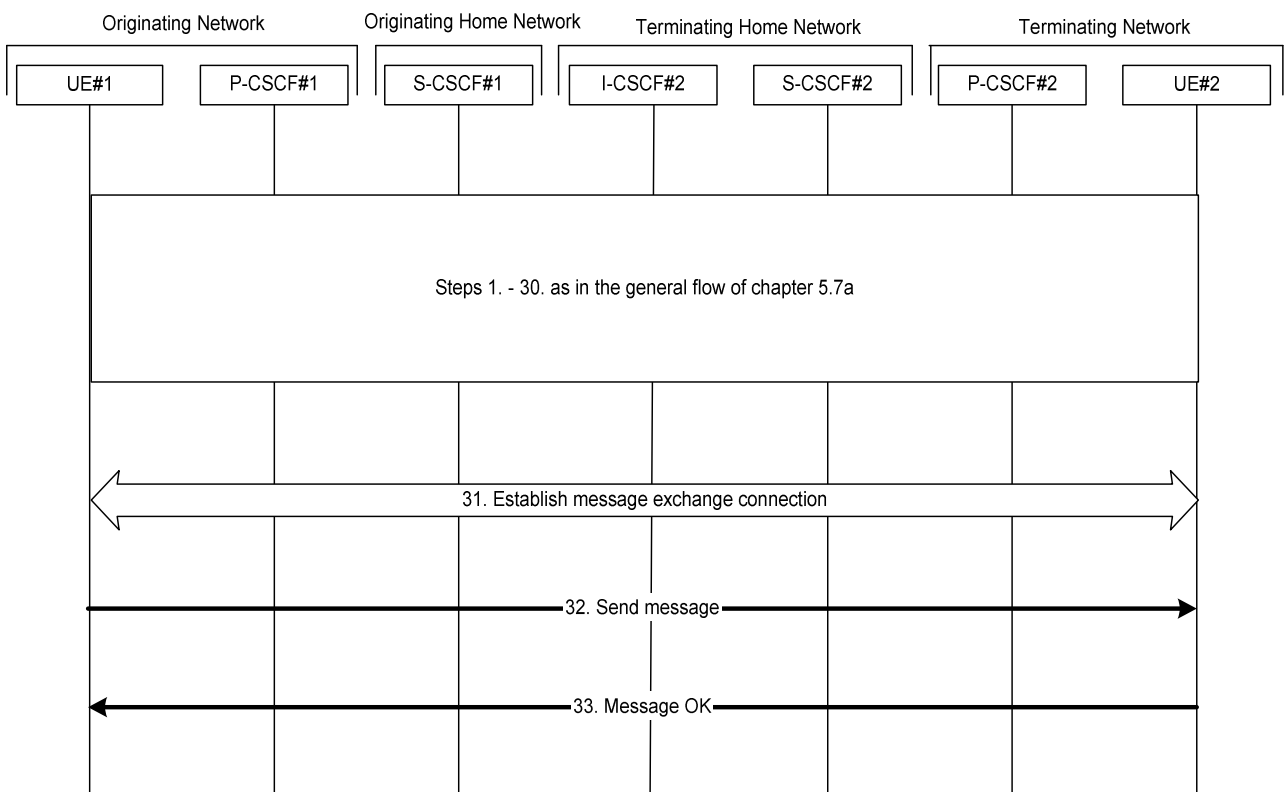 Originating Network
Originating Home Network
Terminating Home Network
Terminating Network
UE#1
P-CSCF#1
S-CSCF#1
I-CSCF#2
S-CSCF#2
P-CSCF#2
UE#2
Steps 1. - 30. as in the general flow of chapter 5.7a
31. Establish message exchange connection
32. Send message
33. Message OK